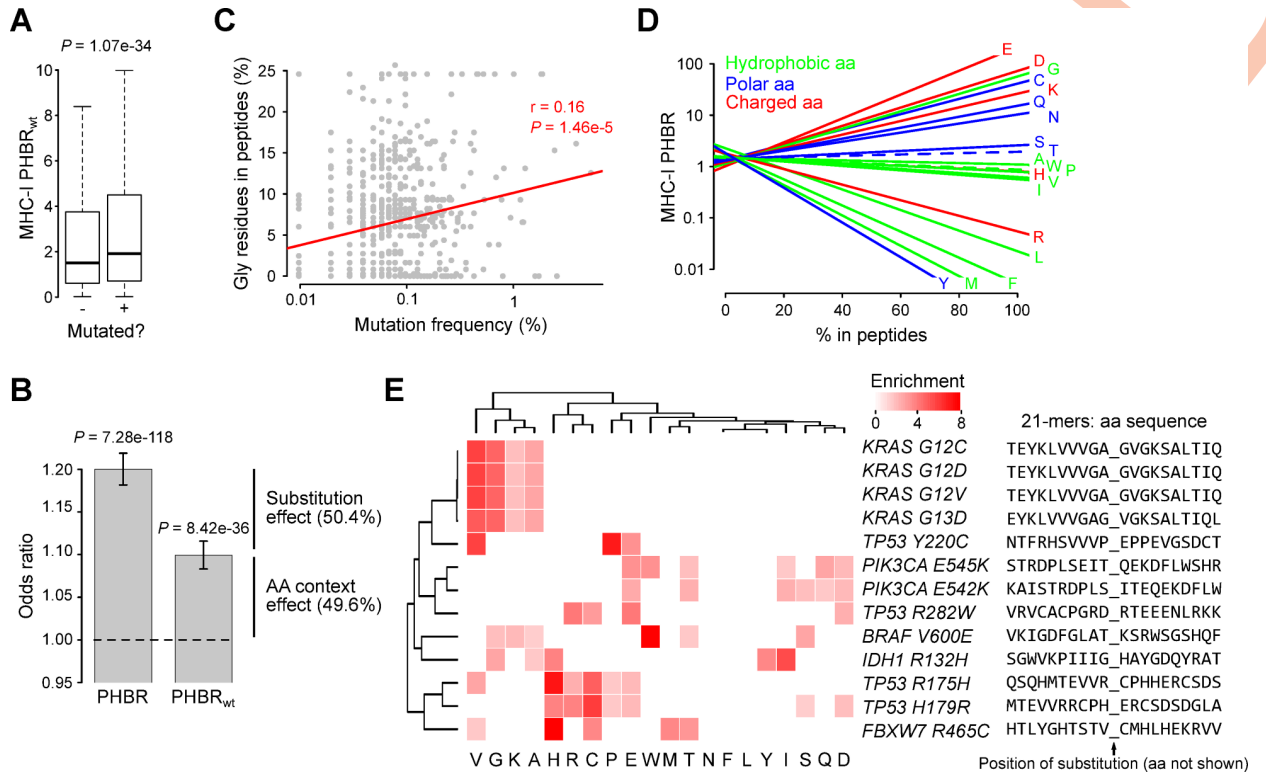 A
P = 1.07e-34
MHC-I PHBRwt
10
8
6
4
2
0
-
+
Mutated?
C
Gly residues in peptides (%)
25
20
15
10
5
0
r = 0.16
P = 1.46e-5
0.01
0.1
1
Mutation frequency (%)
D
Hydrophobic aa
Polar aa
Charged aa
MHC-I PHBR
100
10
1
0.1
0.01
E
D
G
C
K
Q
N
S
T
A
W
P
H
V
I
R
L
Y
M
F
0
20
40
60
80
100
% in peptides
B
P = 7.28e-118
P = 8.42e-36
Odds ratio
1.20
1.15
1.10
1.05
1.00
0.95
PHBR
PHBRwt
Substitution
effect (50.4%)
AA context
effect (49.6%)
E
Enrichment
0
4
8
21-mers: aa sequence
KRAS G12C TEYKLVVVGA_GVGKSALTIQ
KRAS G12D TEYKLVVVGA_GVGKSALTIQ
KRAS G12V TEYKLVVVGA_GVGKSALTIQ
KRAS G13D EYKLVVVGAG_VGKSALTIQL
TP53 Y220C NTFRHSVVVP_EPPEVGSDCT
PIK3CA E545K STRDPLSEIT_QEKDFLWSHR
PIK3CA E542K KAISTRDPLS_ITEQEKDFLW
TP53 R282W VRVCACPGRD_RTEEENLRKK
BRAF V600E VKIGDFGLAT_KSRWSGSHQF
IDH1 R132H SGWVKPIIIG_HAYGDQYRAT
TP53 R175H QSQHMTEVVR_CPHHERCSDS
TP53 H179R MTEVVRRCPH_ERCSDSDGLA
FBXW7 R465C HTLYGHTSTV_CMHLHEKRVV
V G K A H R C P E W M T N F L Y I S Q D
Position of substitution (aa not shown)